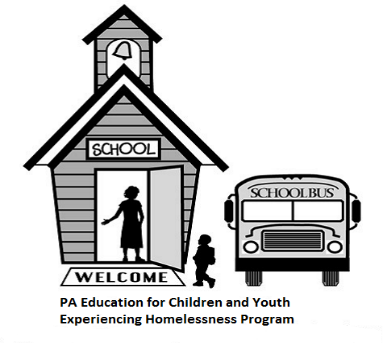 SCHOOL
SCHOOLBUS
WELCOME
PA Education for Children and Youth
Experiencing Homelessness Program